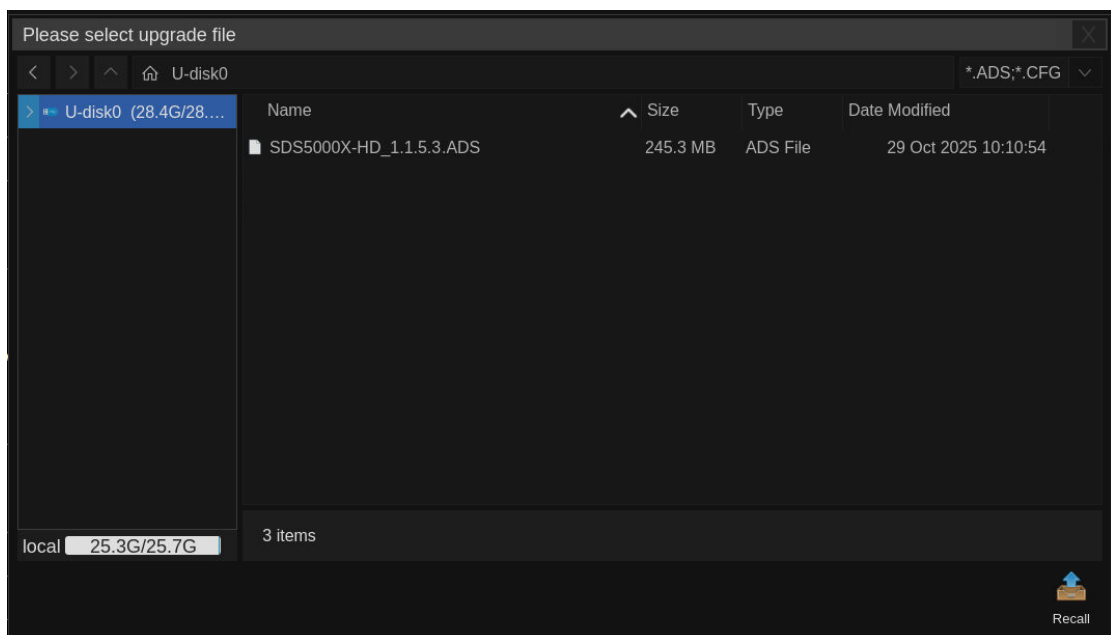 Please select upgrade file X
U-disk0 *.ADS;*.CFG
U-disk0 (28.4G/28.... Name Size Type Date Modified
SDS5000X-HD_1.1.5.3.ADS 245.3 MB ADS File 29 Oct 2025 10:10:54
3 items
local 25.3G/25.7G
Recall